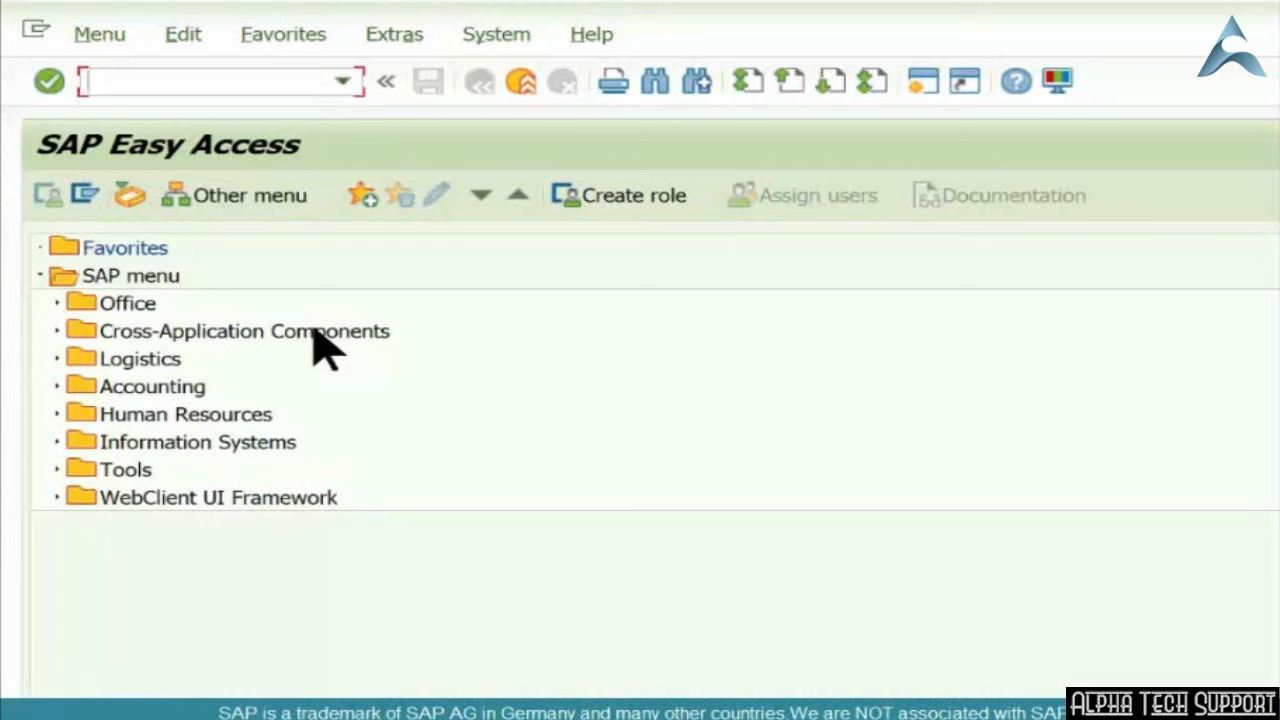 Menu Edit Favorites Extras System Help
SAP Easy Access
Other menu Create role Assign users Documentation
Favorites
SAP menu
Office
Cross-Application Components
Logistics
Accounting
Human Resources
Information Systems
Tools
WebClient UI Framework
SAP is a trademark of SAP AG in Germany and many other countries.We are NOT associated with SAP
ALPHA TECH SUPPORT